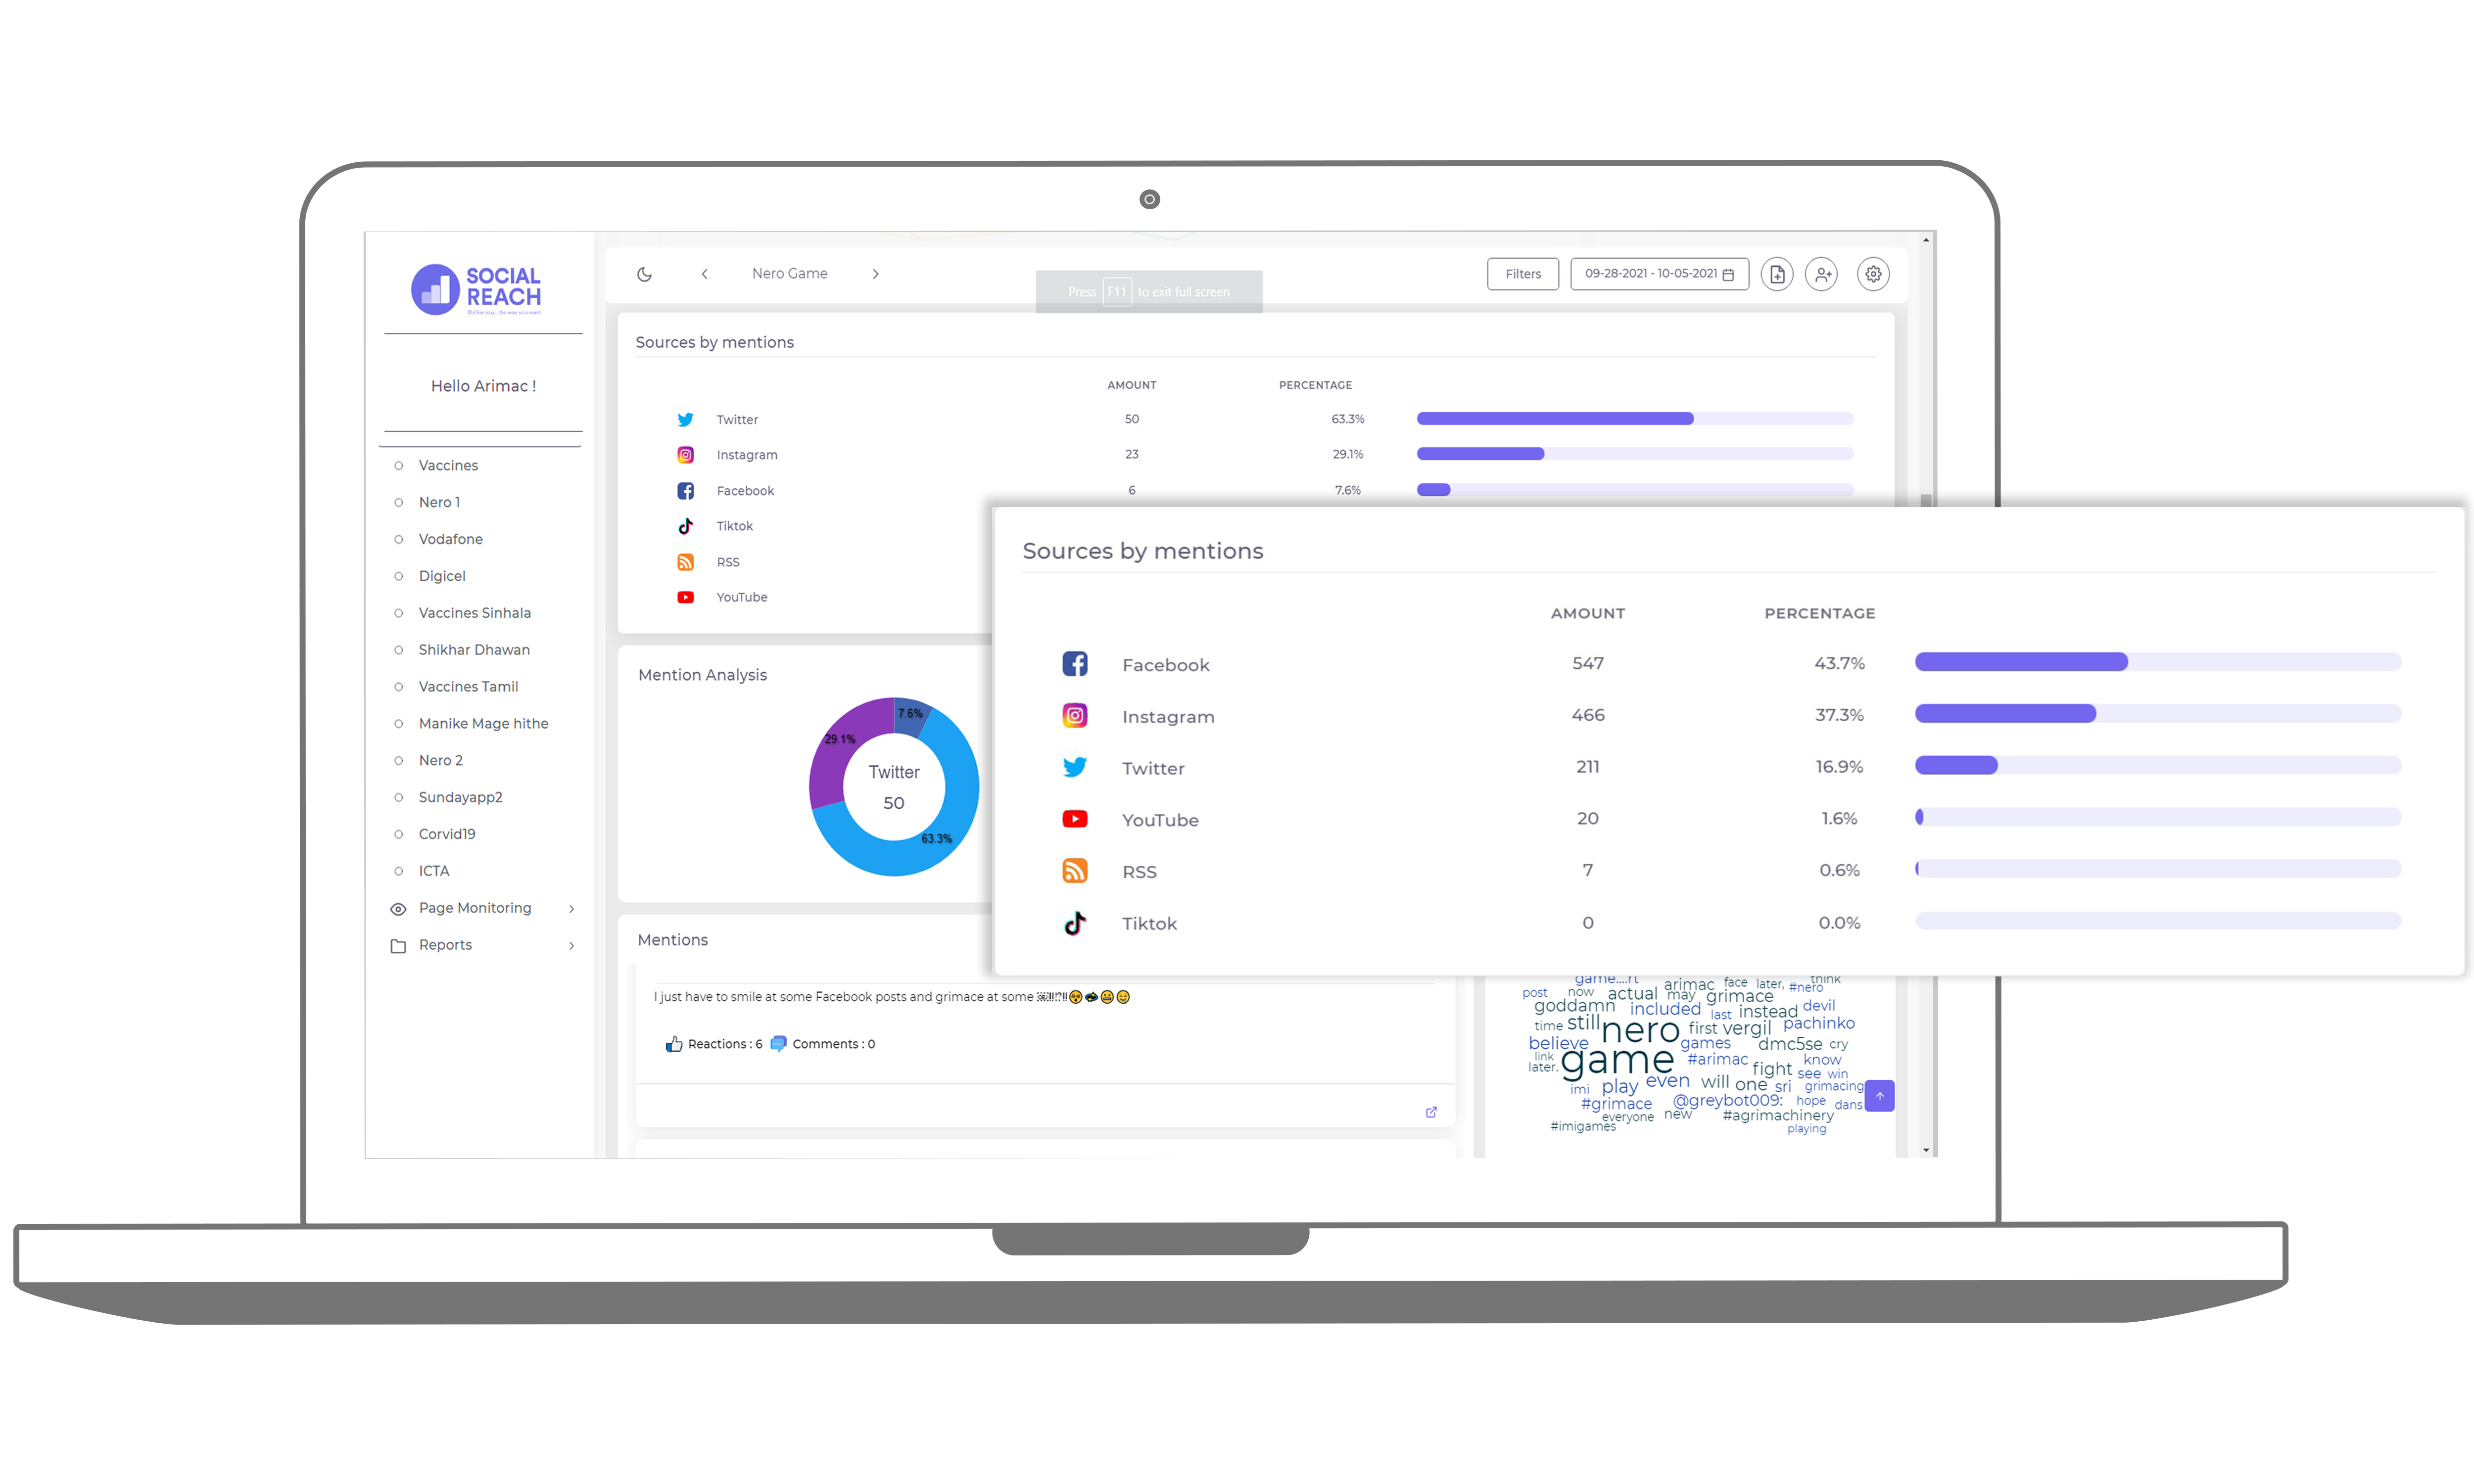 SOCIAL
REACH
Hello Arimac !
Vaccines
Nero 1
Vodafone
Digicel
Vaccines Sinhala
Shikhar Dhawan
Vaccines Tamil
Manike Mage hithe
Nero 2
Sundayapp2
Corvid19
ICTA
Page Monitoring
Reports
Nero Game
Press F11 to exit full screen
Filters
09-28-2021 - 10-05-2021
Sources by mentions
AMOUNT PERCENTAGE
Twitter 50 63.3%
Instagram 23 29.1%
Facebook 6 7.6%
Tiktok
RSS
YouTube
Mention Analysis
7.6%
29.1%
Twitter
50
63.3%
Sources by mentions
AMOUNT PERCENTAGE
Facebook 547 43.7%
Instagram 466 37.3%
Twitter 211 16.9%
YouTube 20 1.6%
RSS 7 0.6%
Tiktok 0 0.0%
Mentions
I just have to smile at some Facebook posts and grimace at some
Reactions : 6 Comments : 0
game....rt arimac face later, think
post now actual may grimace #nero
goddamn included last instead devil
time still nero first vergil pachinko
believe games dmc5se cry
link game #arimac know
later. fight see win
imi play even will one sri grimacing
#grimace @greybot009: hope dans
everyone new #agrimachinery
#imigames playing